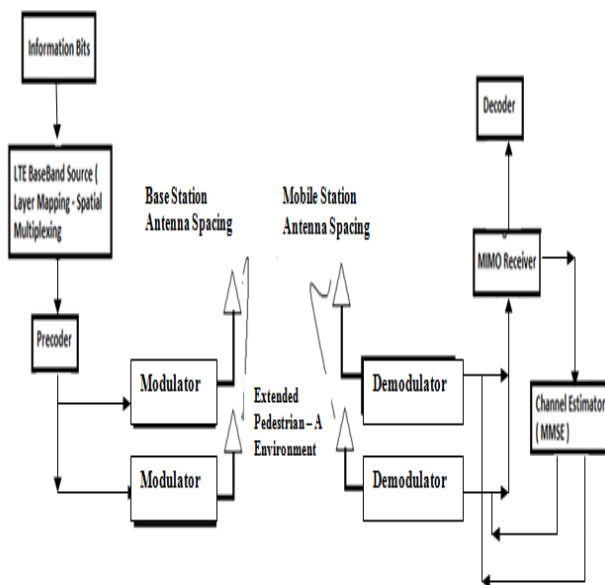 Information Bits
LTE BaseBand Source (
Layer Mapping - Spatial
Multiplexing
Precoder
Base Station
Antenna Spacing
Mobile Station
Antenna Spacing
Modulator
Modulator
Extended
Pedestrian – A
Environment
Demodulator
Demodulator
Decoder
MIMO Receiver
Channel Estimator
( MMSE )